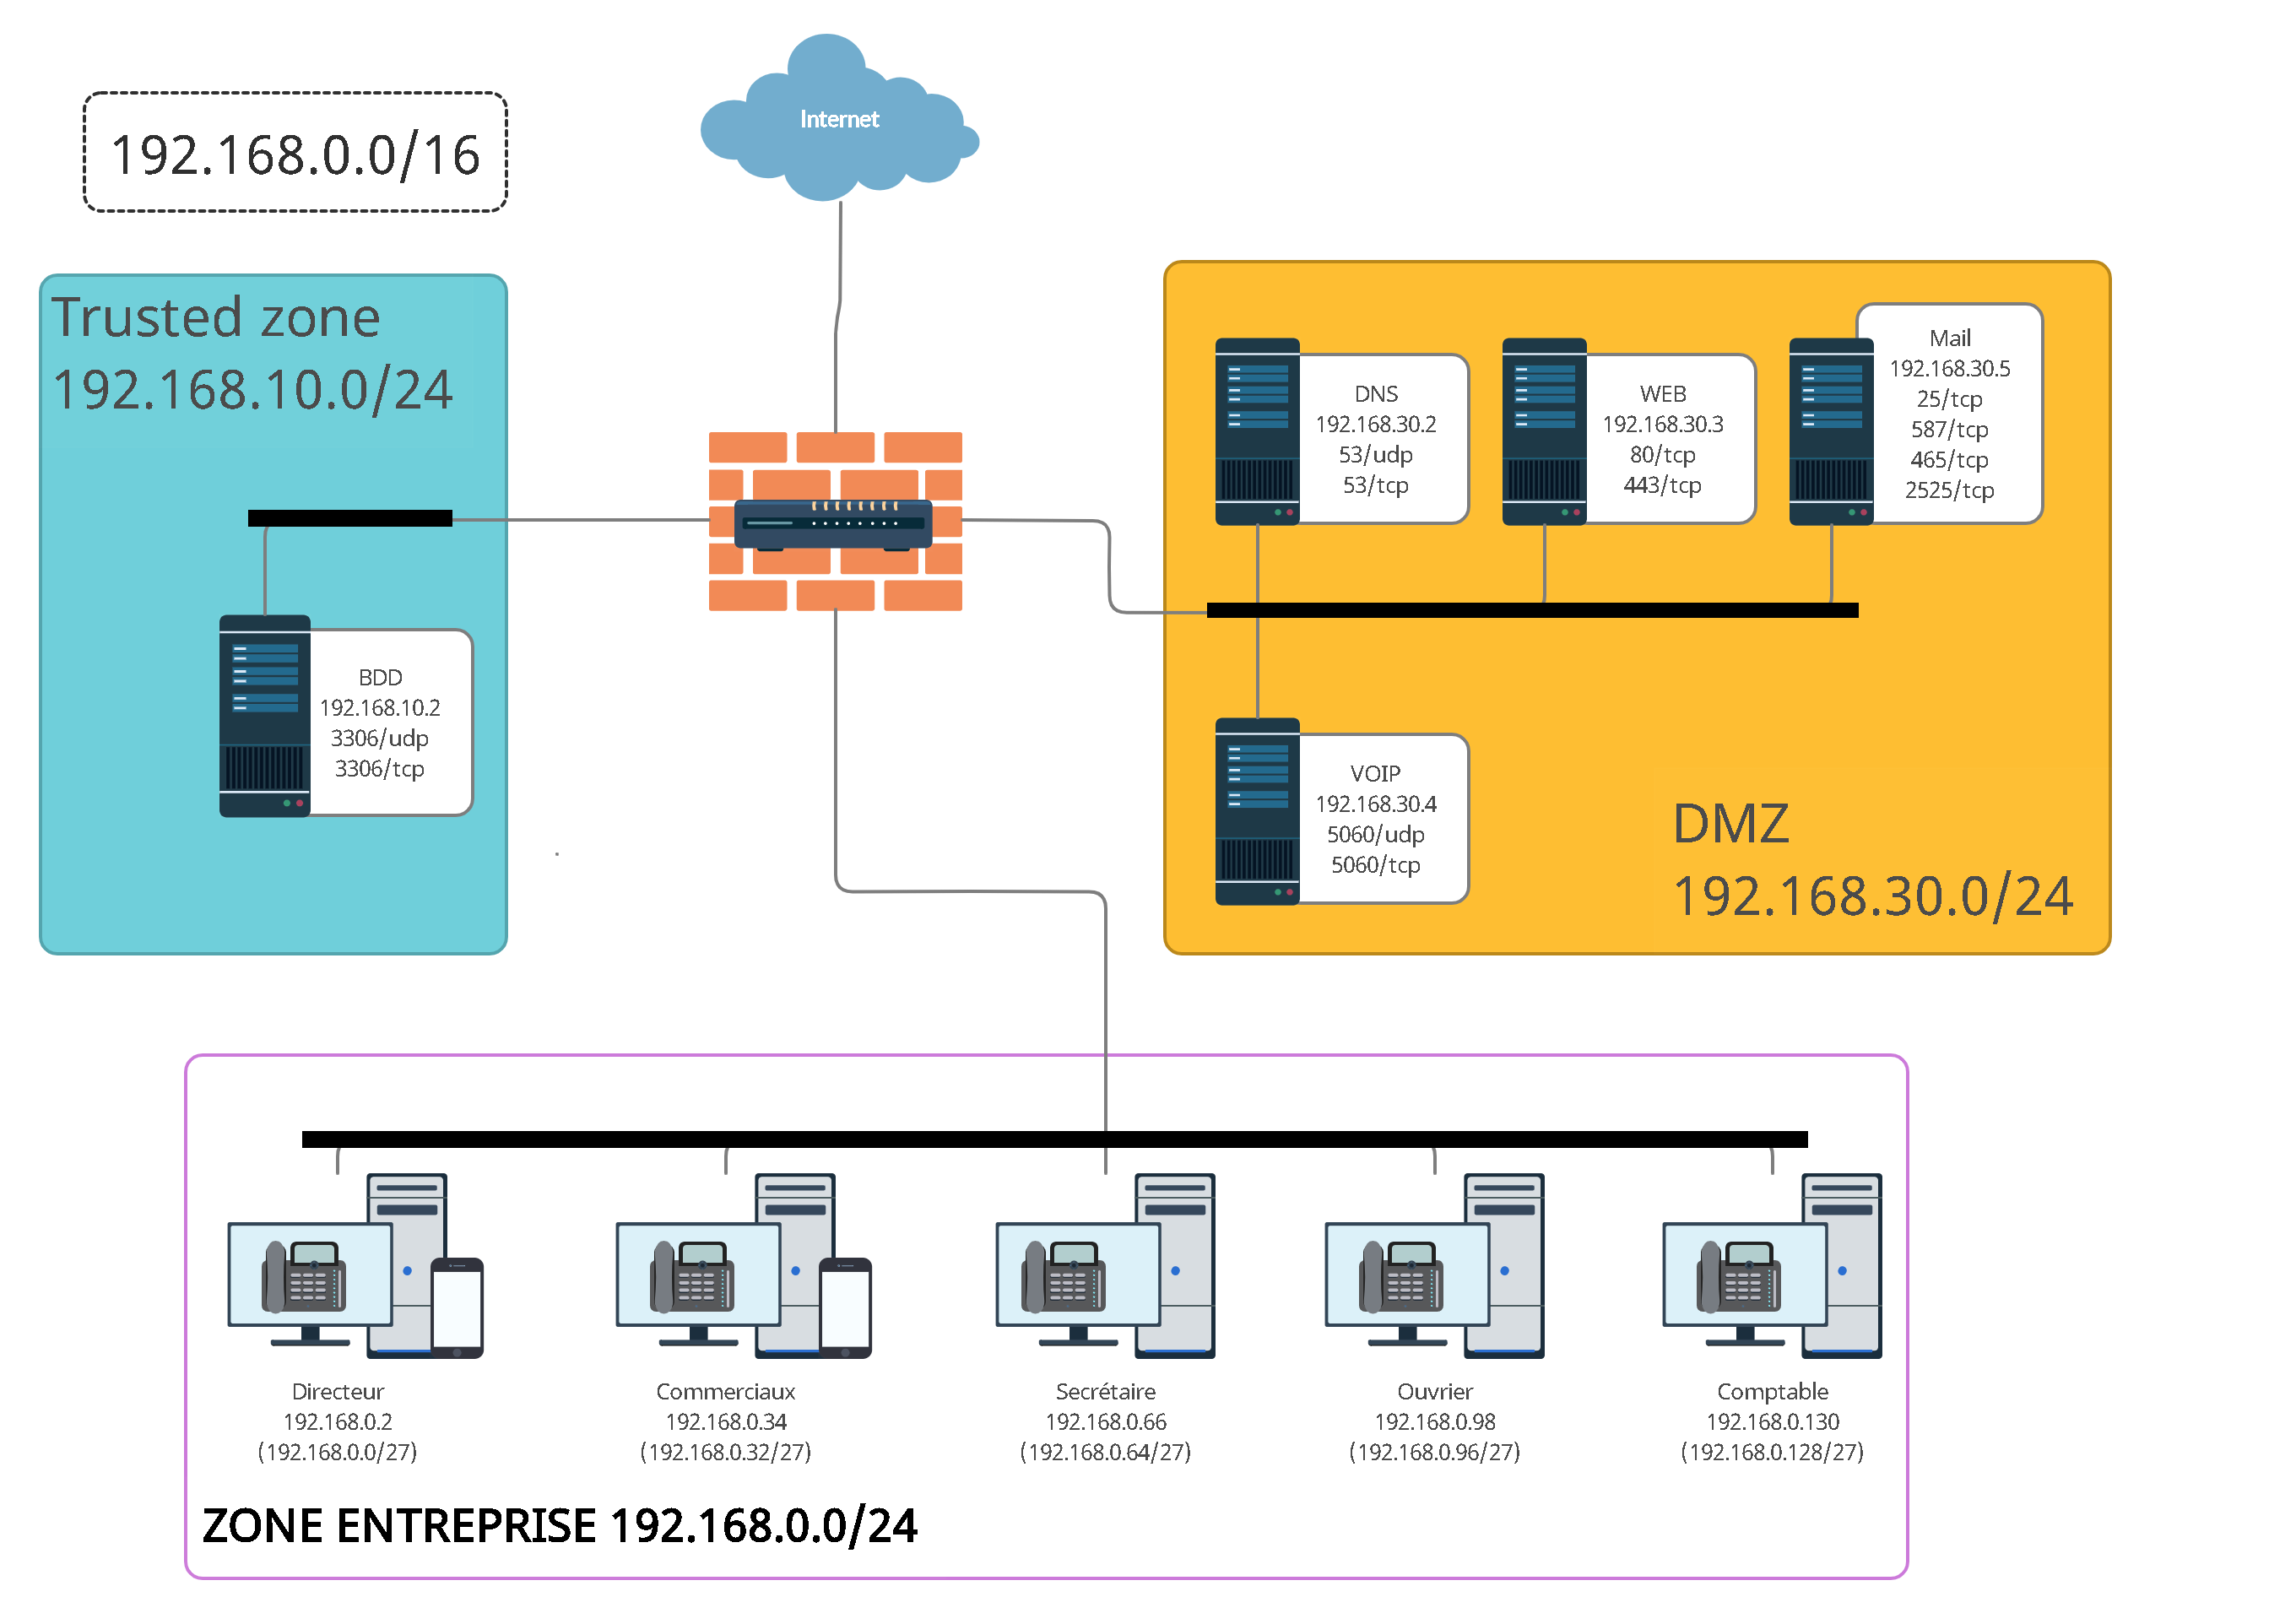 Internet
192.168.0.0/16
Trusted zone
192.168.10.0/24
BDD
192.168.10.2
3306/udp
3306/tcp
DNS
192.168.30.2
53/udp
53/tcp
WEB
192.168.30.3
80/tcp
443/tcp
Mail
192.168.30.5
25/tcp
587/tcp
465/tcp
2525/tcp
VOIP
192.168.30.4
5060/udp
5060/tcp
DMZ
192.168.30.0/24
Directeur
192.168.0.2
(192.168.0.0/27)
Commerciaux
192.168.0.34
(192.168.0.32/27)
Secrétaire
192.168.0.66
(192.168.0.64/27)
Ouvrier
192.168.0.98
(192.168.0.96/27)
Comptable
192.168.0.130
(192.168.0.128/27)
ZONE ENTREPRISE 192.168.0.0/24